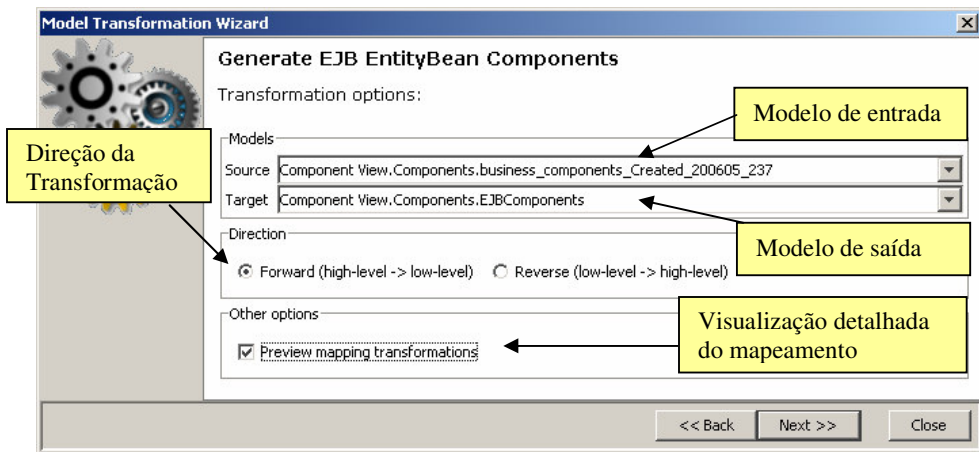 Model Transformation Wizard
Generate EJB EntityBean Components
Transformation options:
Modelo de entrada
Direção da
Transformação
Models
Source Component View.Components.business_components_Created_200605_237
Target Component View.Components.EJBComponents
Modelo de saída
Direction
Forward (high-level -> low-level) Reverse (low-level -> high-level)
Other options
Visualização detalhada
do mapeamento
Preview mapping transformations
<< Back Next >> Close